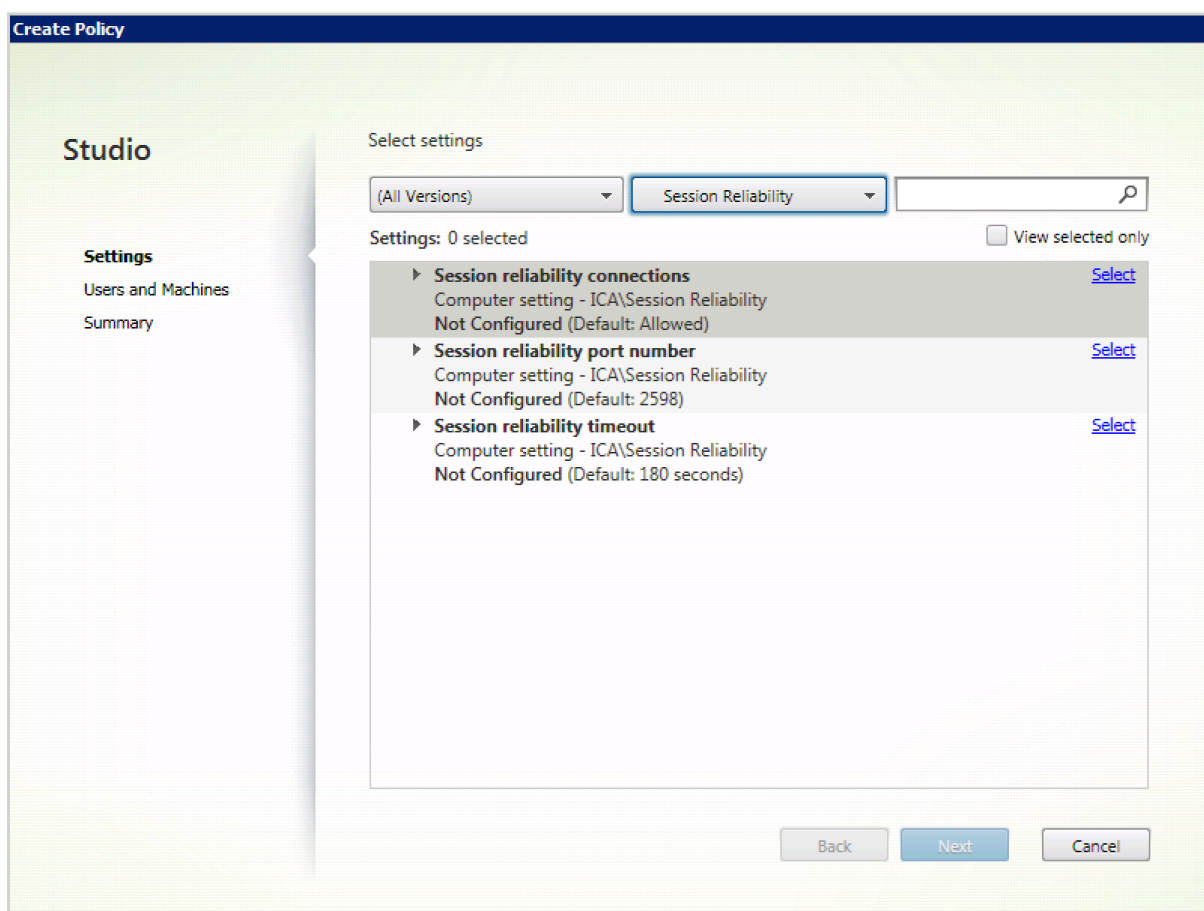 Create Policy
Studio
Settings
Users and Machines
Summary
Select settings
(All Versions)
Session Reliability
Settings: 0 selected
View selected only
Session reliability connections
Select
Computer setting - ICA\Session Reliability
Not Configured (Default: Allowed)
Session reliability port number
Select
Computer setting - ICA\Session Reliability
Not Configured (Default: 2598)
Session reliability timeout
Select
Computer setting - ICA\Session Reliability
Not Configured (Default: 180 seconds)
Back
Next
Cancel